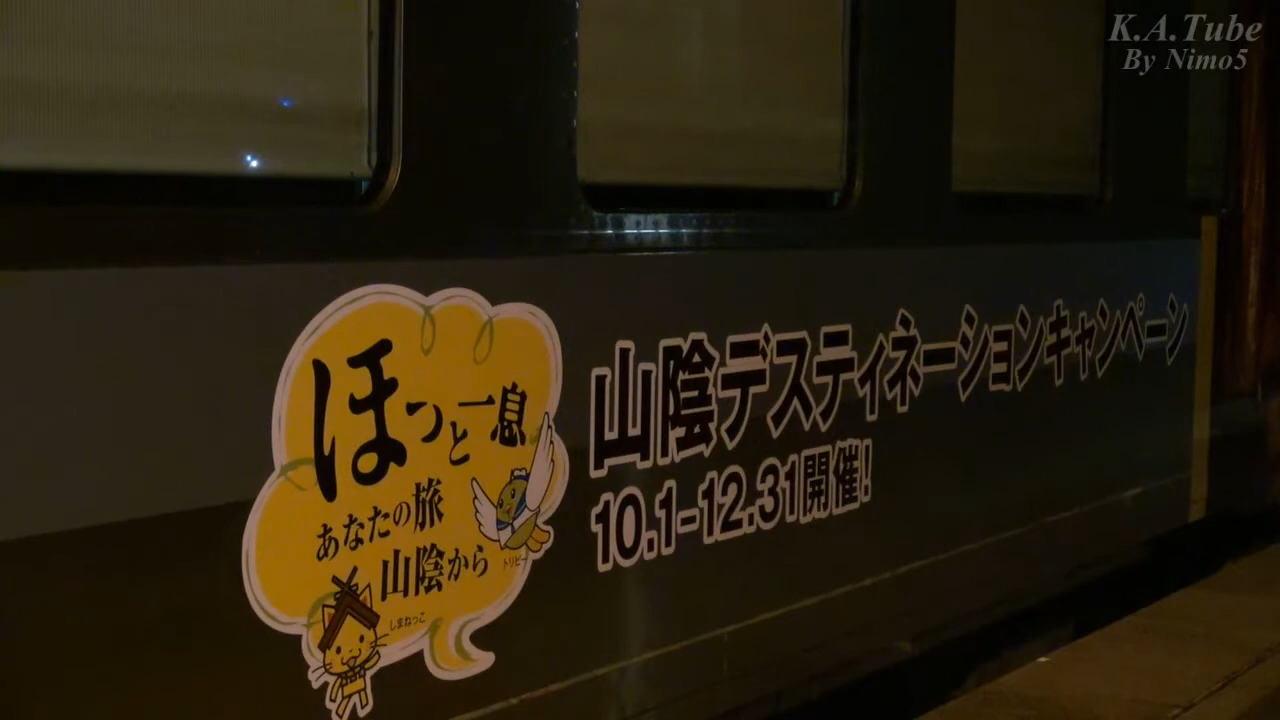 K.A.Tube
By Nimo5
ほっと一息
あなたの旅
山陰から
トリピー
しまねっこ
山陰デスティネーションキャンペーン
10.1-12.31開催!